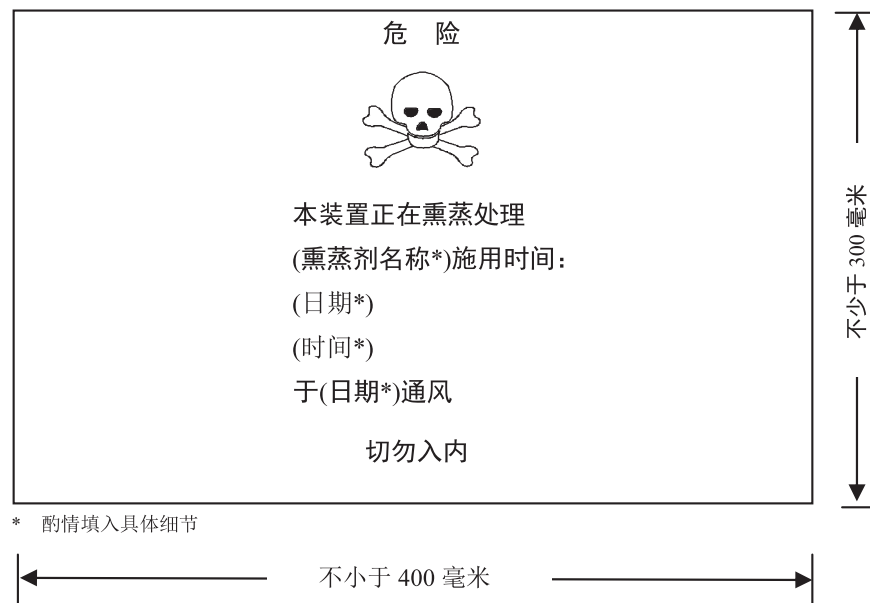 危 险
本装置正在熏蒸处理
(熏蒸剂名称*)施用时间：
(日期*)
(时间*)
于(日期*)通风
切勿入内
* 酌情填入具体细节
不小于 400 毫米
不少于 300 毫米